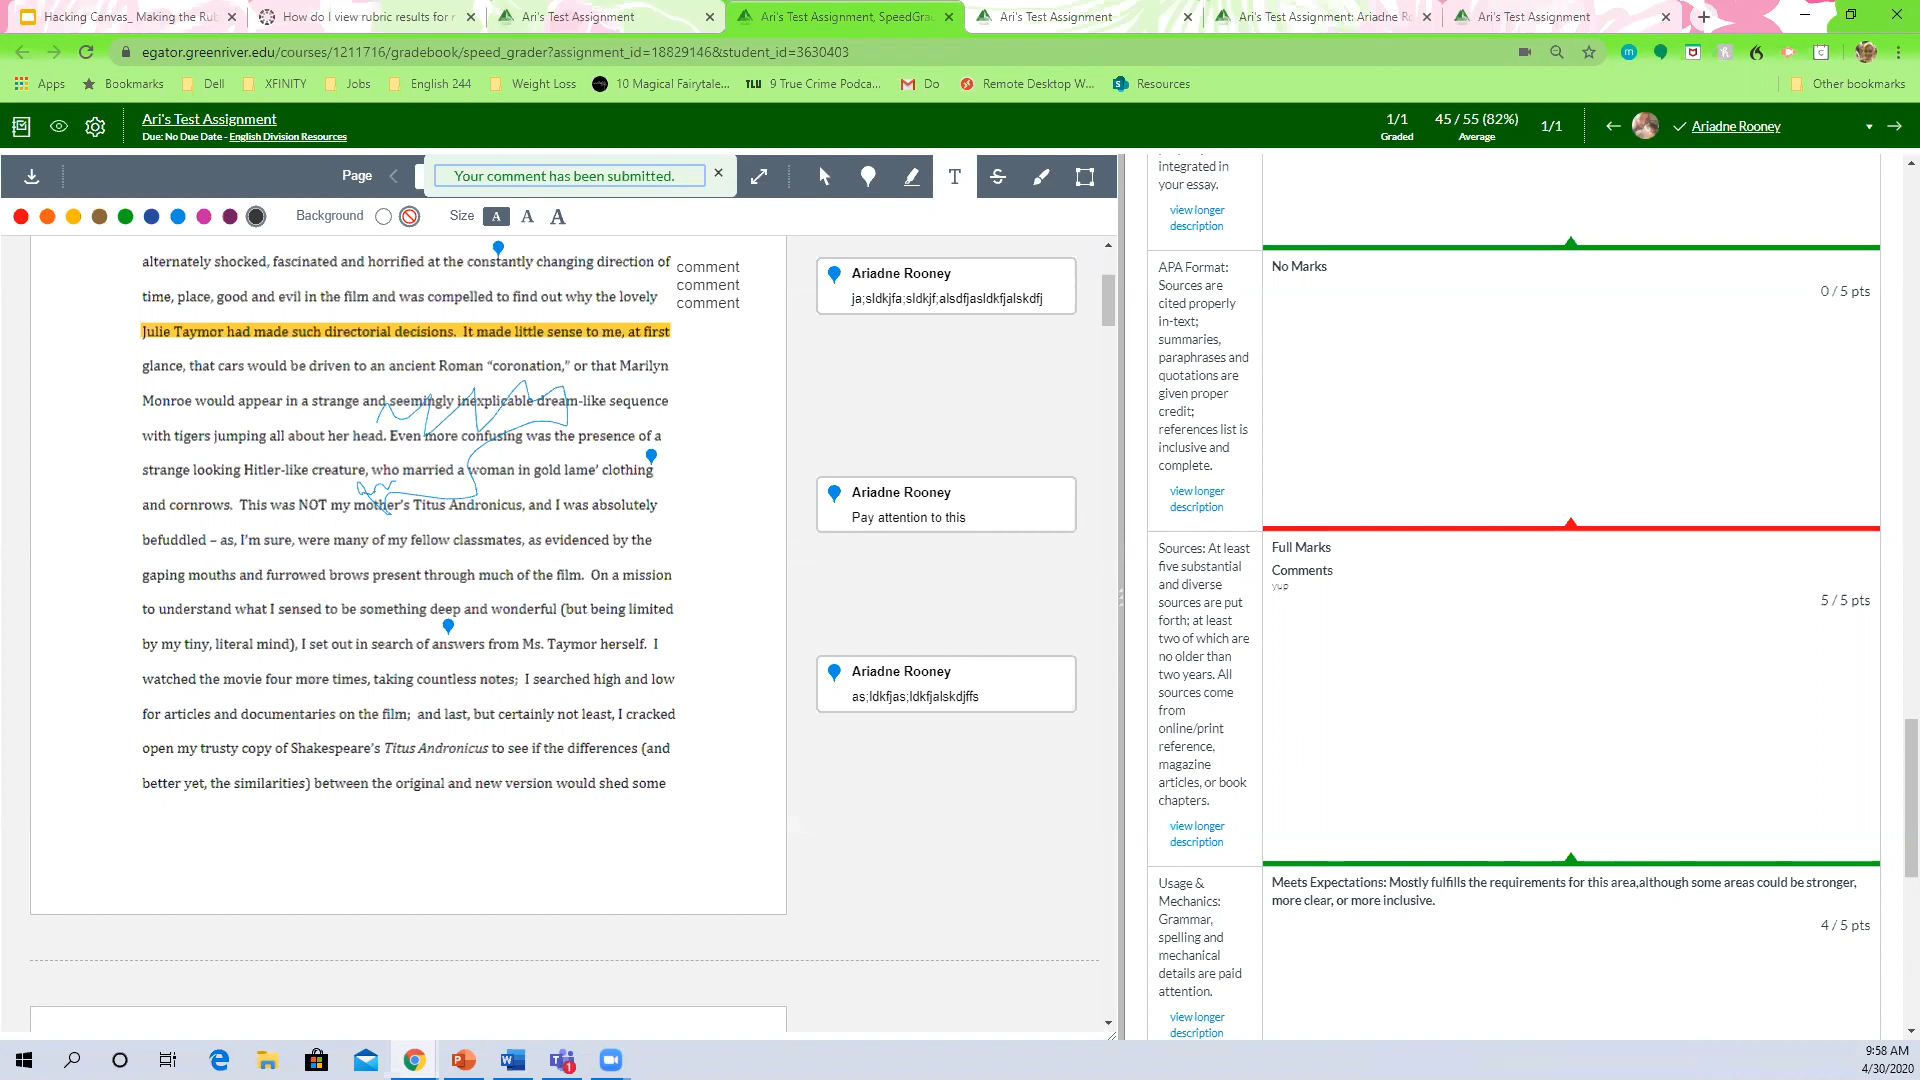 Hacking Canvas_ Making the Ru
How do I view rubric results for r
Ari's Test Assignment
Ari's Test Assignment, SpeedGra
Ari's Test Assignment
Ari's Test Assignment: Ariadne Ro
Ari's Test Assignment
egator.greenriver.edu/courses/1211716/gradebook/speed_grader?assignment_id=18829146&student_id=3630403
Apps
Bookmarks
Dell
XFINITY
Jobs
English 244
Weight Loss
10 Magical Fairytale...
TLU
9 True Crime Podca...
Do
Remote Desktop W...
Resources
Other bookmarks
Ari's Test Assignment
Due: No Due Date - English Division Resources
1/1
Graded
45 / 55 (82%)
Average
1/1
Ariadne Rooney
Page
Your comment has been submitted.
T
Background
Size
A
A
A
alternately shocked, fascinated and horrified at the constantly changing direction of
time, place, good and evil in the film and was compelled to find out why the lovely
Julie Taymor had made such directorial decisions.  It made little sense to me, at first
glance, that cars would be driven to an ancient Roman “coronation,” or that Marilyn
Monroe would appear in a strange and seemingly inexplicable dream-like sequence
with tigers jumping all about her head. Even more confusing was the presence of a
strange looking Hitler-like creature, who married a woman in gold lame’ clothing
and cornrows.  This was NOT my mother’s Titus Andronicus, and I was absolutely
befuddled – as, I’m sure, were many of my fellow classmates, as evidenced by the
gaping mouths and furrowed brows present through much of the film.  On a mission
to understand what I sensed to be something deep and wonderful (but being limited
by my tiny, literal mind), I set out in search of answers from Ms. Taymor herself.  I
watched the movie four more times, taking countless notes;  I searched high and low
for articles and documentaries on the film;  and last, but certainly not least, I cracked
open my trusty copy of Shakespeare’s Titus Andronicus to see if the differences (and
better yet, the similarities) between the original and new version would shed some
comment
comment
comment
Ariadne Rooney
ja;sldkjfa;sldkjf;alsdfjasldkfjalskdfj
Ariadne Rooney
Pay attention to this
Ariadne Rooney
as;ldkfjas;ldkfjalskdjffs
integrated in
your essay.
view longer
description
APA Format:
Sources are
cited properly
in-text;
summaries,
paraphrases and
quotations are
given proper
credit;
references list is
inclusive and
complete.
view longer
description
No Marks
0 / 5 pts
Sources: At least
five substantial
and diverse
sources are put
forth; at least
two of which are
no older than
two years. All
sources come
from
online/print
reference,
magazine
articles, or book
chapters.
view longer
description
Full Marks
Comments
yup
5 / 5 pts
Usage &
Mechanics:
Grammar,
spelling and
mechanical
details are paid
attention.
view longer
description
Meets Expectations: Mostly fulfills the requirements for this area,although some areas could be stronger,
more clear, or more inclusive.
4 / 5 pts
9:58 AM
4/30/2020